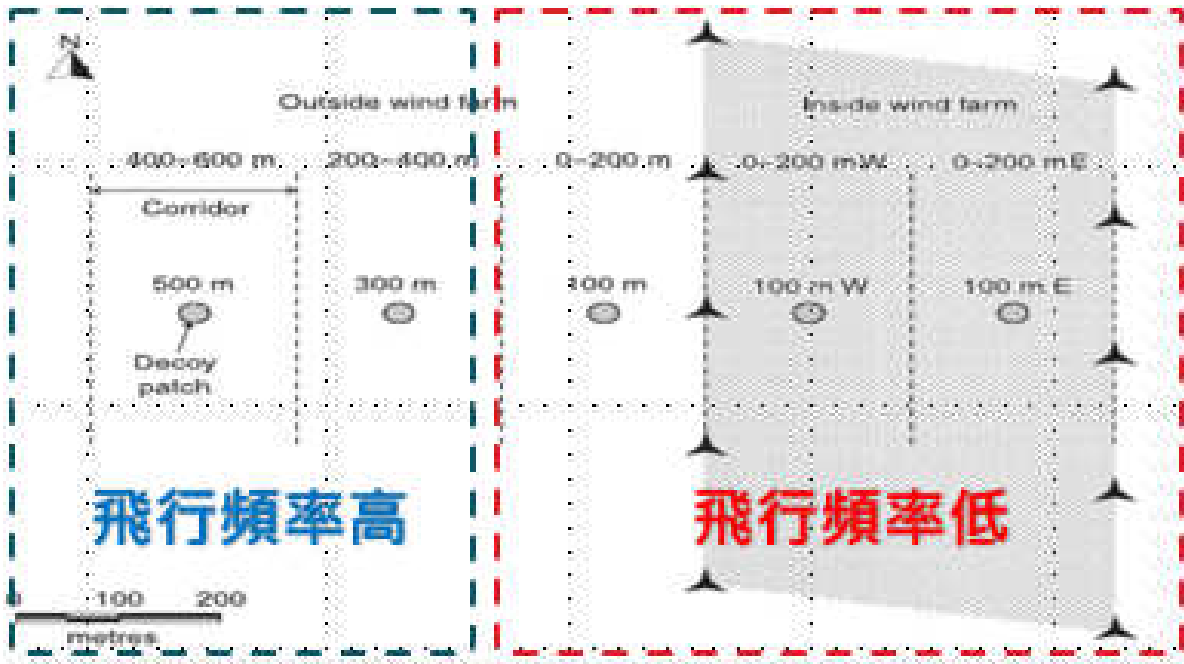 N
Outside wind farm
Inside wind farm
400–600 m
200–400 m
0–200 m
0–200 mW
0–200 mE
Corridor
500 m
300 m
100 m
100 m W
100 m E
Decoy
patch
飛行頻率高
飛行頻率低
0 100 200
metres